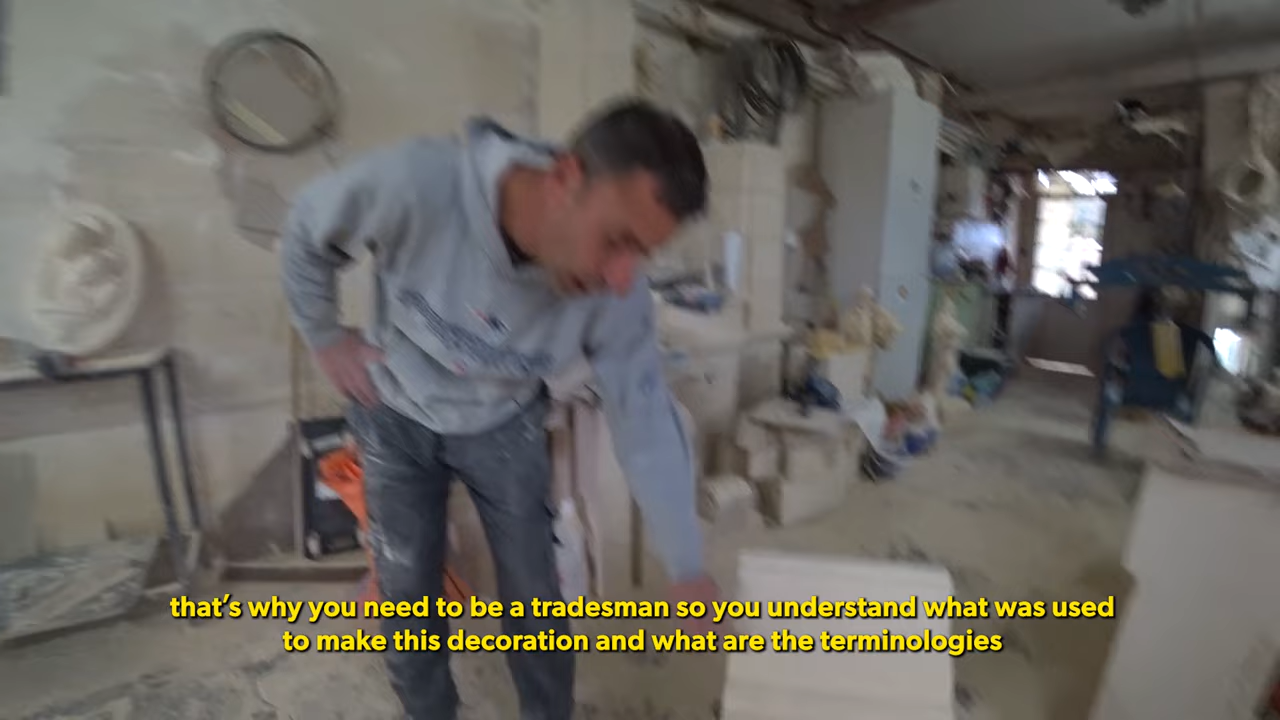 that's why you need to be a tradesman so you understand what was used
to make this decoration and what are the terminologies